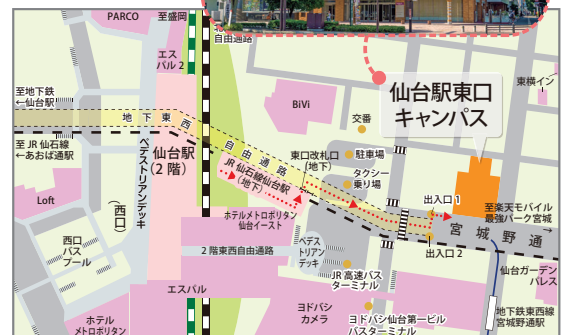 PARCO
至盛岡
北
自由通路
エス
パル 2
仙台駅東口
キャンパス
東横イン
至地下鉄
←仙台駅
BiVi
交番
地下東西
自由通路
至 JR 仙石線
←あおば通駅
仙台駅
(2 階)
東口改札口
(地下)
駐車場
タクシー
乗り場
JR 仙石線仙台駅
(地下)
ペデストリアンデッキ
(西口)
Loft
出入口 1
至楽天モバイル
最強パーク宮城
ホテルメトロポリタン
仙台イースト
宮城野通
西口
バス
プール
2 階東西自由通路
ペデス
トリアン
デッキ
出入口 2
JR 高速バス
ターミナル
仙台ガーデン
パレス
エスパル
ヨドバシ
カメラ
ヨドバシ仙台第一ビル
バスターミナル
地下鉄東西線
宮城野通駅
ホテル
メトロポリタン